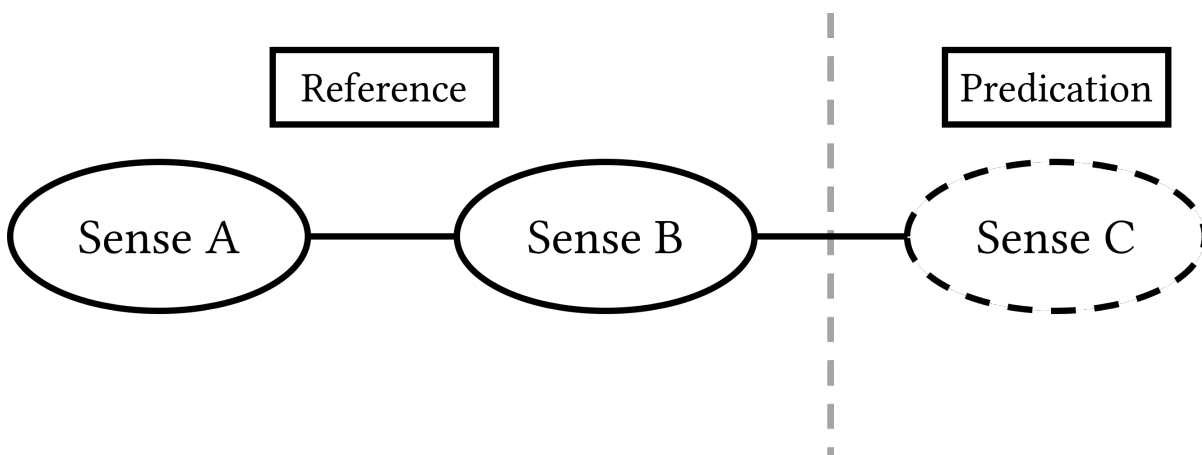 Reference
Predication
Sense A
Sense B
Sense C